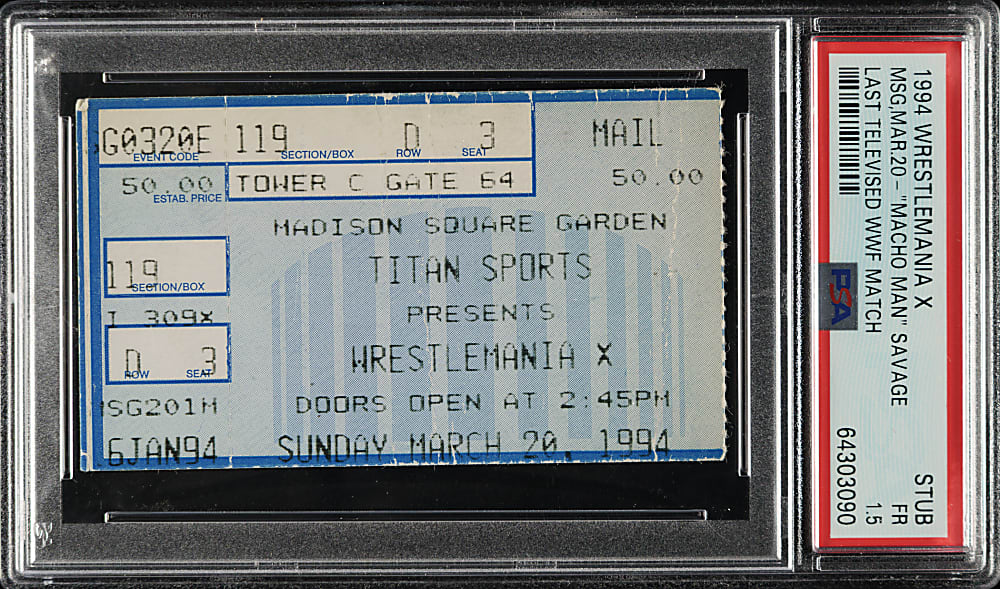 G0320E 119 D 3 MAIL
EVENT CODE SECTION/BOX ROW SEAT
50.00 TOWER C GATE 64 50.00
ESTAB. PRICE
MADISON SQUARE GARDEN
119
SECTION/BOX
TITAN SPORTS
I 309X
PRESENTS
D 3
ROW SEAT
WRESTLEMANIA X
MSG201M
DOORS OPEN AT 2:45PM
6JAN94
SUNDAY MARCH 20, 1994
1994 WRESTLEMANIA X STUB
MSG,MAR.20 - "MACHO MAN" SAVAGE FR
LAST TELEVISED WWF MATCH 1.5
64303090
PSA